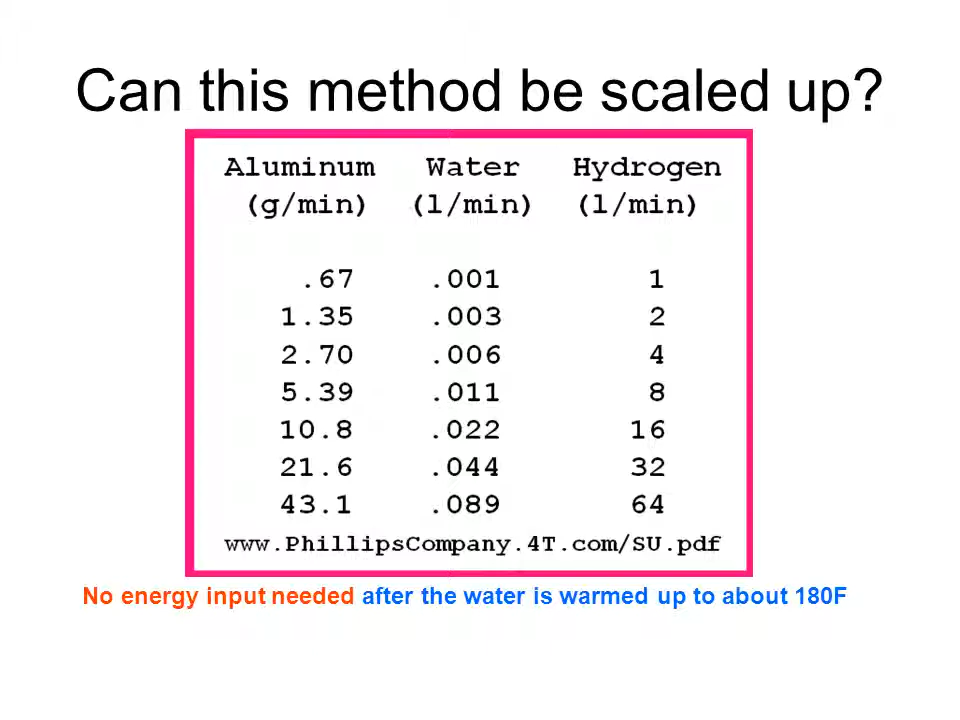 Can this method be scaled up?
Aluminum Water Hydrogen
(g/min) (l/min) (l/min)
.67 .001 1
1.35 .003 2
2.70 .006 4
5.39 .011 8
10.8 .022 16
21.6 .044 32
43.1 .089 64
www.PhillipsCompany.4T.com/SU.pdf
No energy input needed after the water is warmed up to about 180F